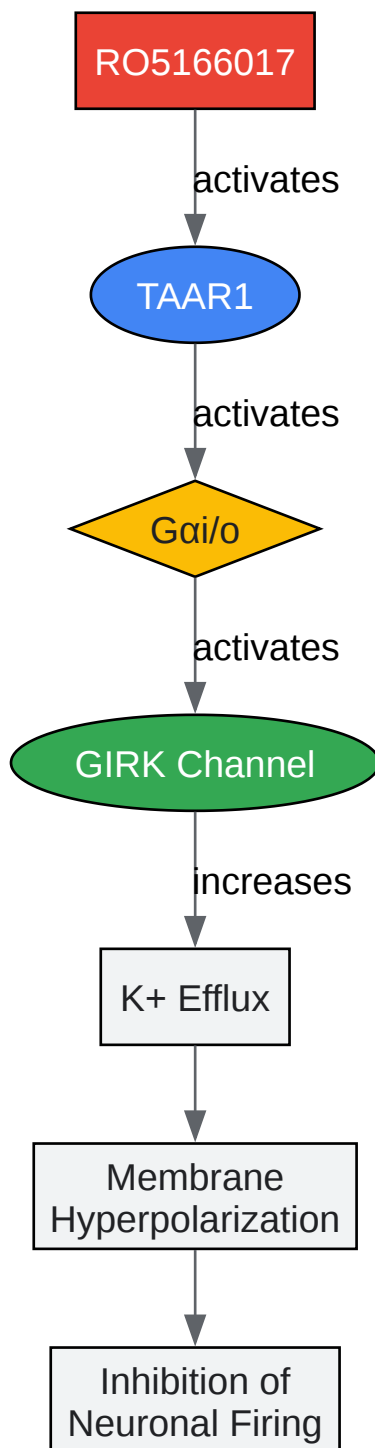 RO5166017
activates
TAAR1
activates
Gαi/o
activates
GIRK Channel
increases
K+ Efflux
Membrane
Hyperpolarization
Inhibition of
Neuronal Firing